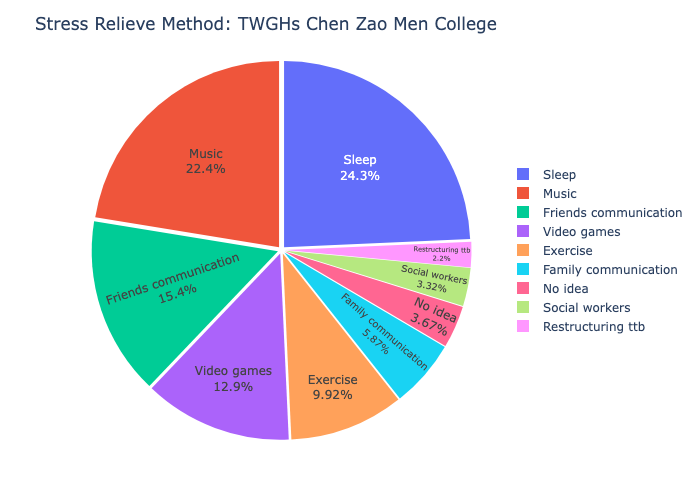 Stress Relieve Method: TWGHs Chen Zao Men College
Sleep
24.3%
Music
22.4%
Friends communication
15.4%
Video games
12.9%
Exercise
9.92%
Family communication
5.87%
No idea
3.67%
Social workers
3.32%
Restructuring ttb
2.2%
Sleep
Music
Friends communication
Video games
Exercise
Family communication
No idea
Social workers
Restructuring ttb